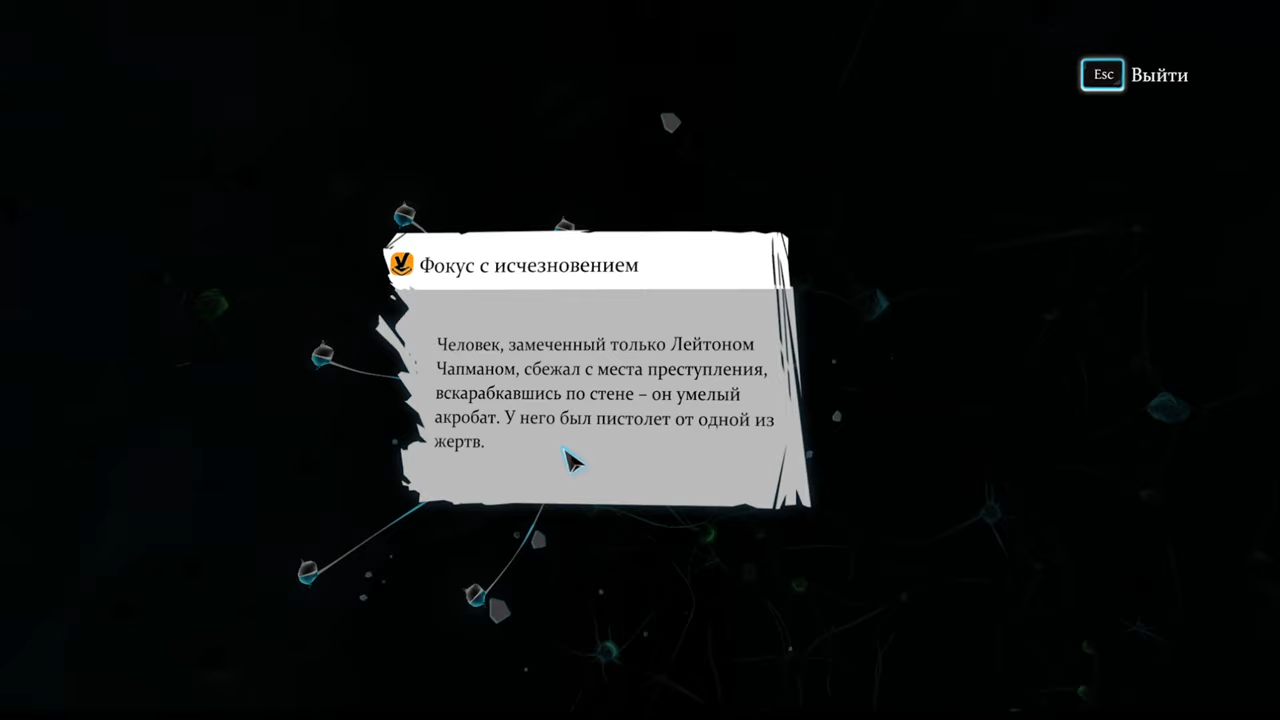 Esc Выйти
Фокус с исчезновением
Человек, замеченный только Лейтоном
Чапманом, сбежал с места преступления,
вскарабкавшись по стене – он умелый
акробат. У него был пистолет от одной из
жертв.